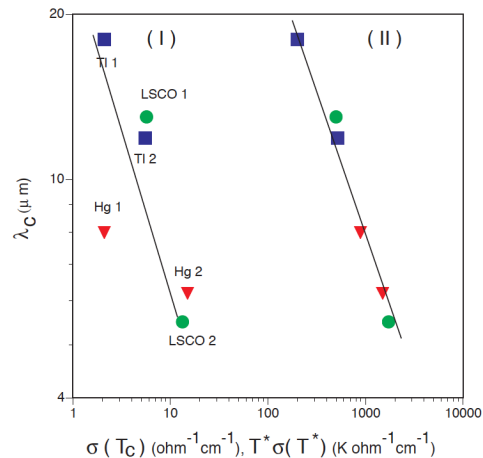 20
( I )
( II )
Tl 1
LSCO 1
Tl 2
10
λc (μ m)
Hg 1
Hg 2
LSCO 2
4
1 10 100 1000 10000
σ ( Tc ) (ohm⁻¹cm⁻¹), T* σ( T* ) (K ohm⁻¹cm⁻¹)